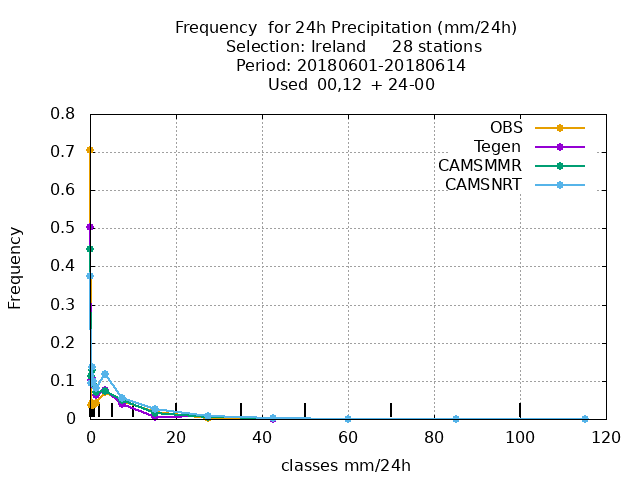 Frequency  for 24h Precipitation (mm/24h)
Selection: Ireland     28 stations
Period: 20180601-20180614
Used  00,12  + 24-00
0.8
0.7
0.6
0.5
0.4
0.3
0.2
0.1
0
Frequency
OBS
Tegen
CAMSMMR
CAMSNRT
0 20 40 60 80 100 120
classes mm/24h